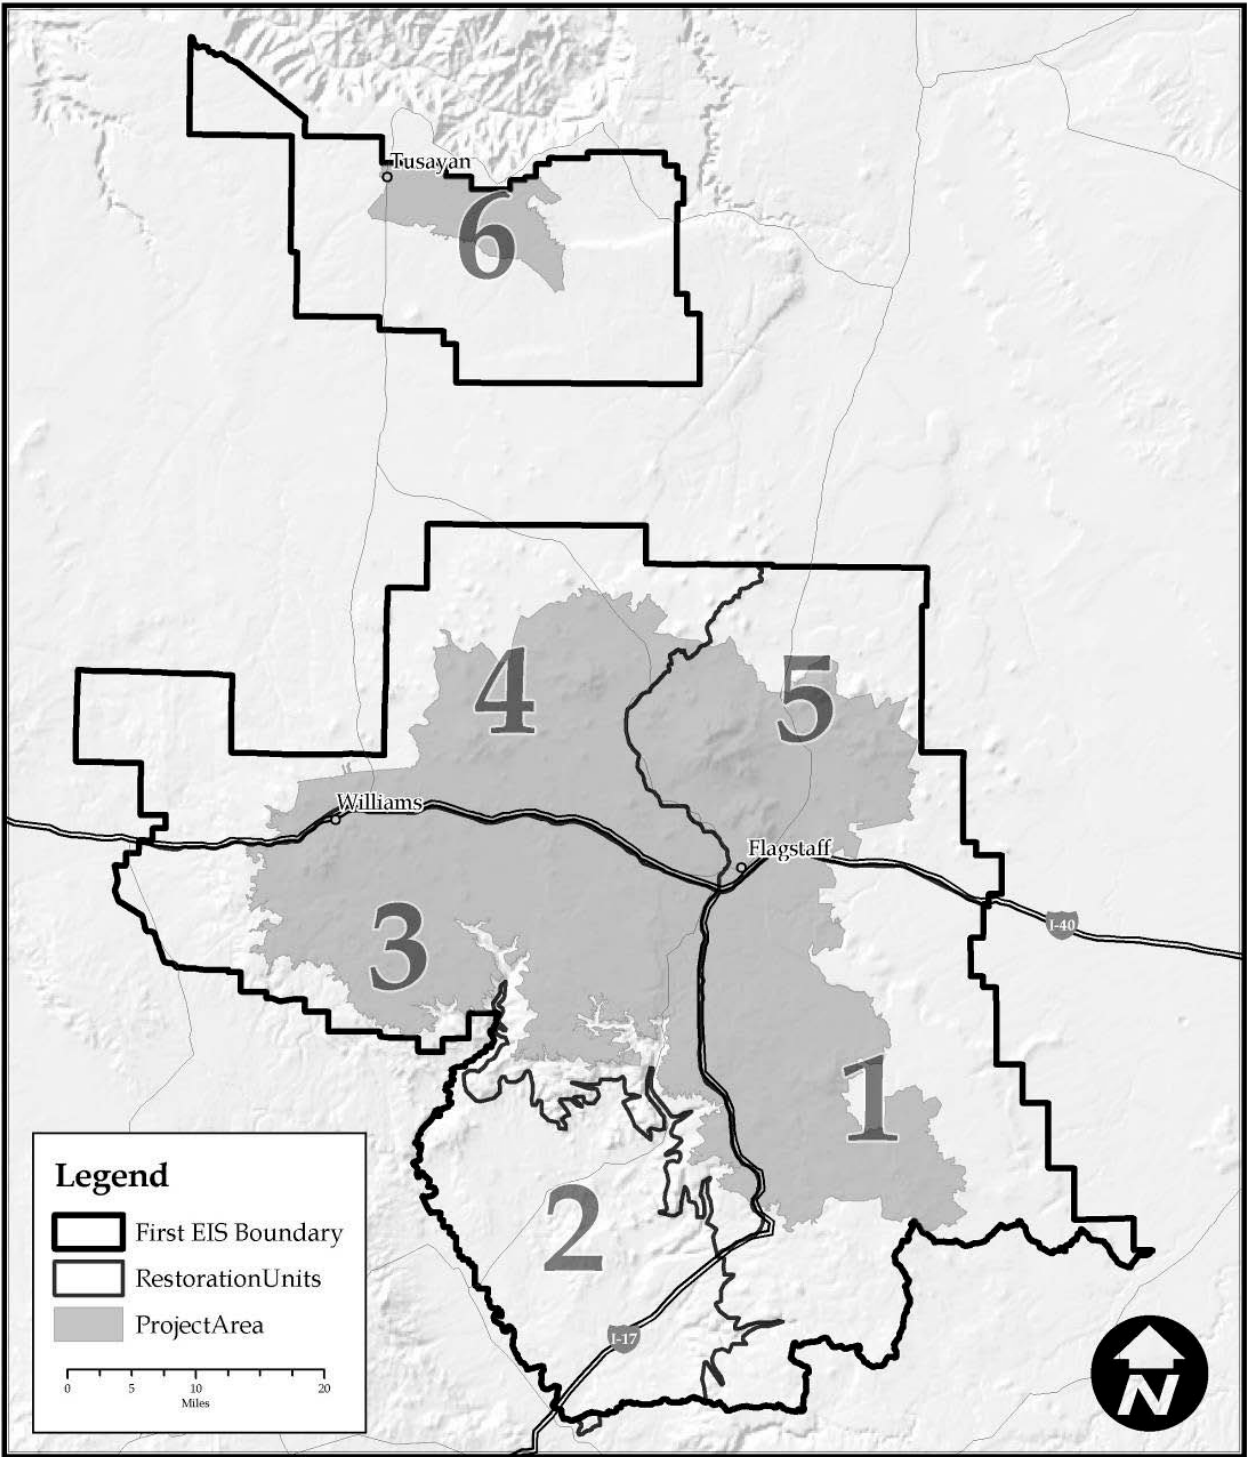 Tusayan
6
4
5
Williams
Flagstaff
3
I-40
1
2
I-17
Legend
First EIS Boundary
RestorationUnits
ProjectArea
0 5 10 20
Miles
N